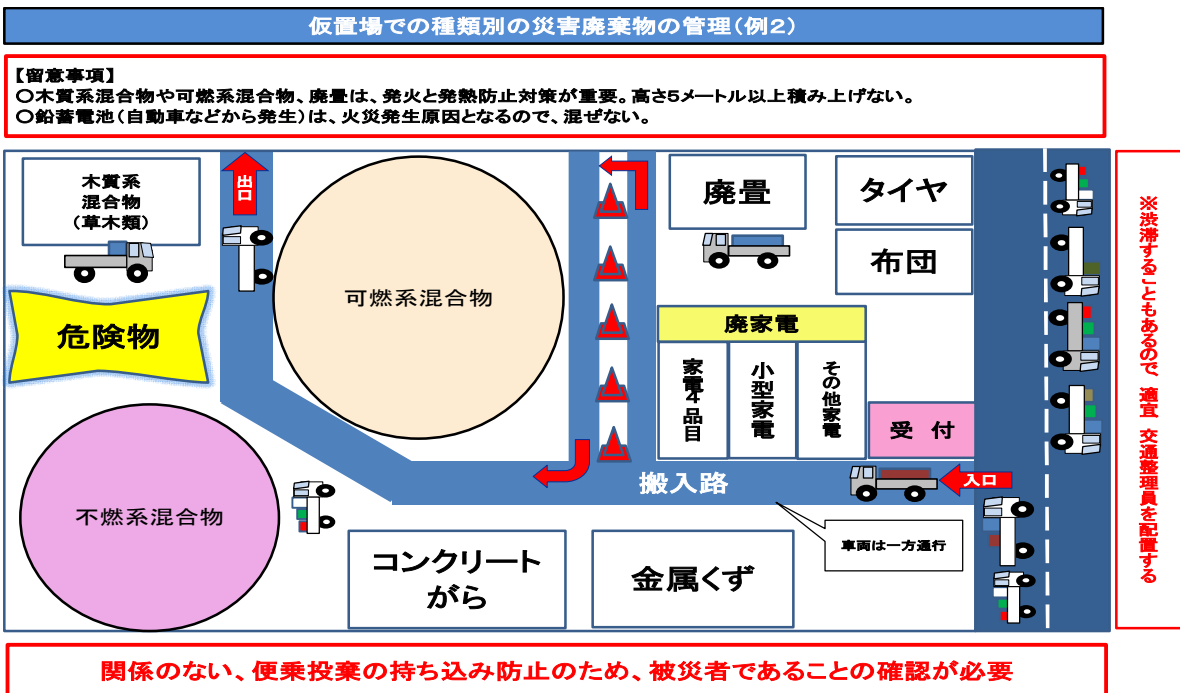 仮置場での種類別の災害廃棄物の管理(例2)
【留意事項】
○木質系混合物や可燃系混合物、廃畳は、発火と発熱防止対策が重要。高さ5メートル以上積み上げない。
○鉛蓄電池(自動車などから発生)は、火災発生原因となるので、混ぜない。
木質系
混合物
(草木類)
出口
可燃系混合物
廃畳
タイヤ
布団
危険物
廃家電
家電4品目
小型家電
その他家電
受 付
搬入路
入口
車両は一方通行
不燃系混合物
コンクリート
がら
金属くず
※渋滞することもあるので、適宜、交通整理員を配置する
関係のない、便乗投棄の持ち込み防止のため、被災者であることの確認が必要